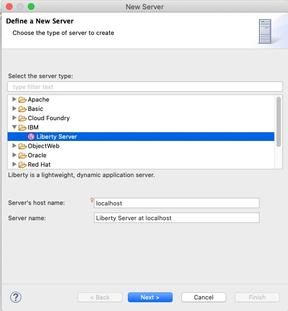 New Server
Define a New Server
Choose the type of server to create
Select the server type:
type filter text
Apache
Basic
Cloud Foundry
IBM
Liberty Server
ObjectWeb
Oracle
Red Hat
Liberty is a lightweight, dynamic application server.
Server's host name: localhost
Server name: Liberty Server at localhost
? < Back Next > Cancel Finish